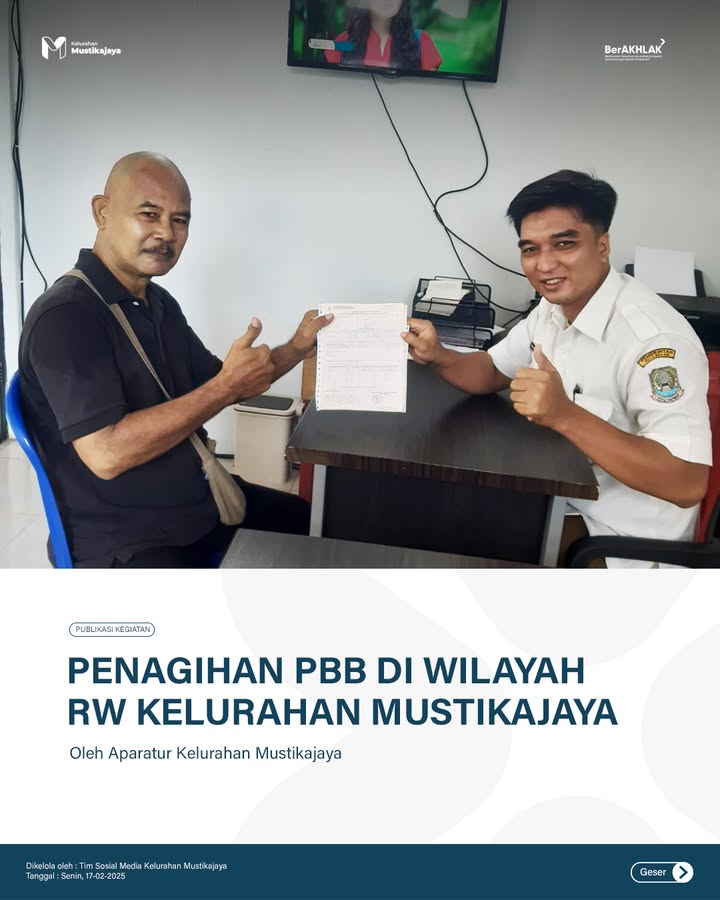 Kelurahan
Mustikajaya
BerAKHLAK
PUBLIKASI KEGIATAN
PENAGIHAN PBB DI WILAYAH
RW KELURAHAN MUSTIKAJAYA
Oleh Aparatur Kelurahan Mustikajaya
Dikelola oleh : Tim Sosial Media Kelurahan Mustikajaya
Tanggal : Senin, 17-02-2025
Geser